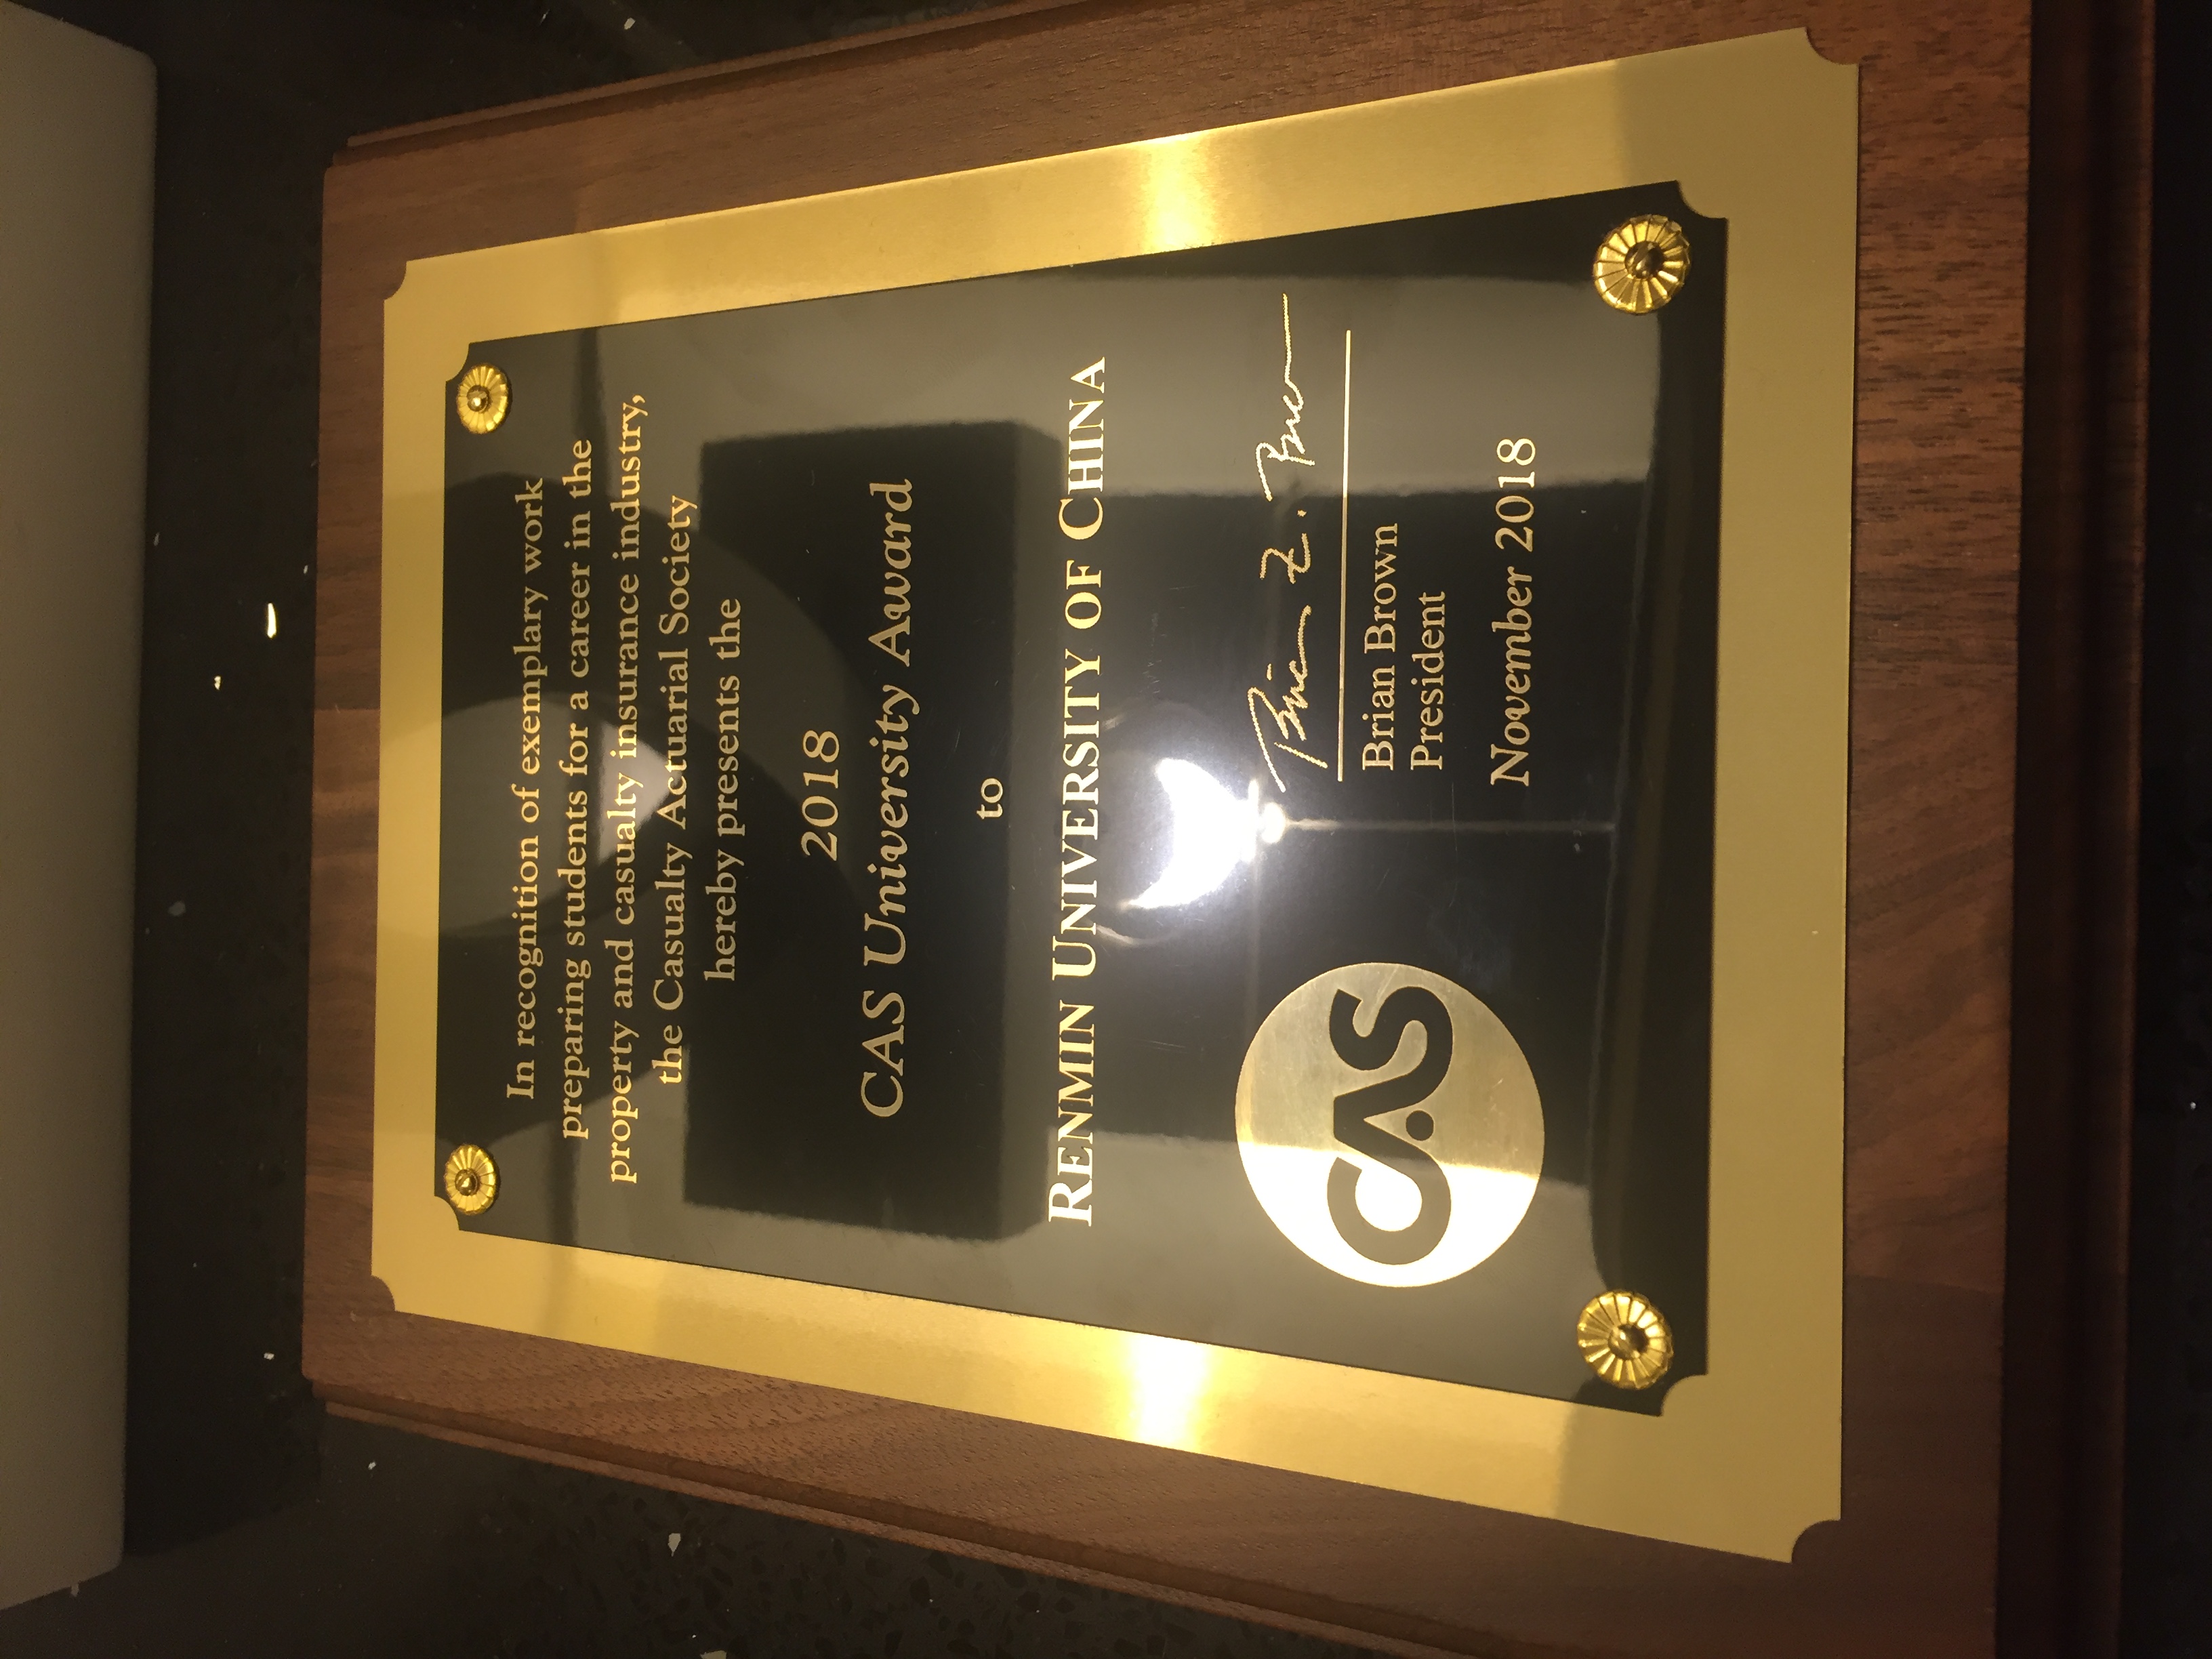 In recognition of exemplary work
preparing students for a career in the
property and casualty insurance industry,
the Casualty Actuarial Society
hereby presents the
2018
CAS University Award
to
RENMIN UNIVERSITY OF CHINA
CAS
Brian Z. Brown
Brian Brown
President
November 2018